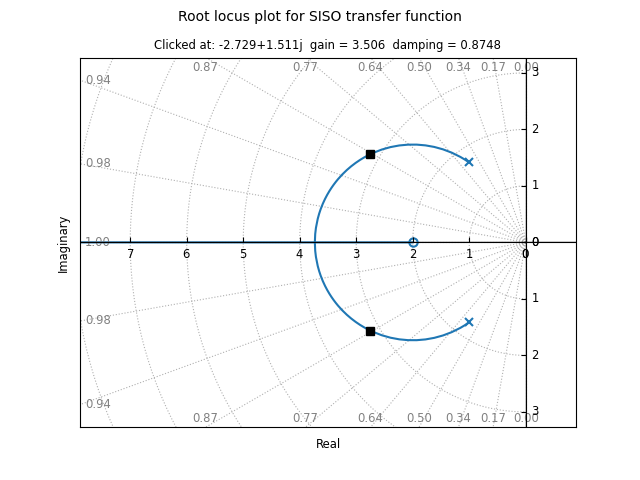 Root locus plot for SISO transfer function
Clicked at: -2.729+1.511j  gain = 3.506  damping = 0.8748
0.87 0.77 0.64 0.50 0.34 0.17 0.00
3
0.94
2
0.98
1
1.00 0 0
7 6 5 4 3 2 1 0
1
0.98
2
0.94
3
0.87 0.77 0.64 0.50 0.34 0.17 0.00
Imaginary
Real